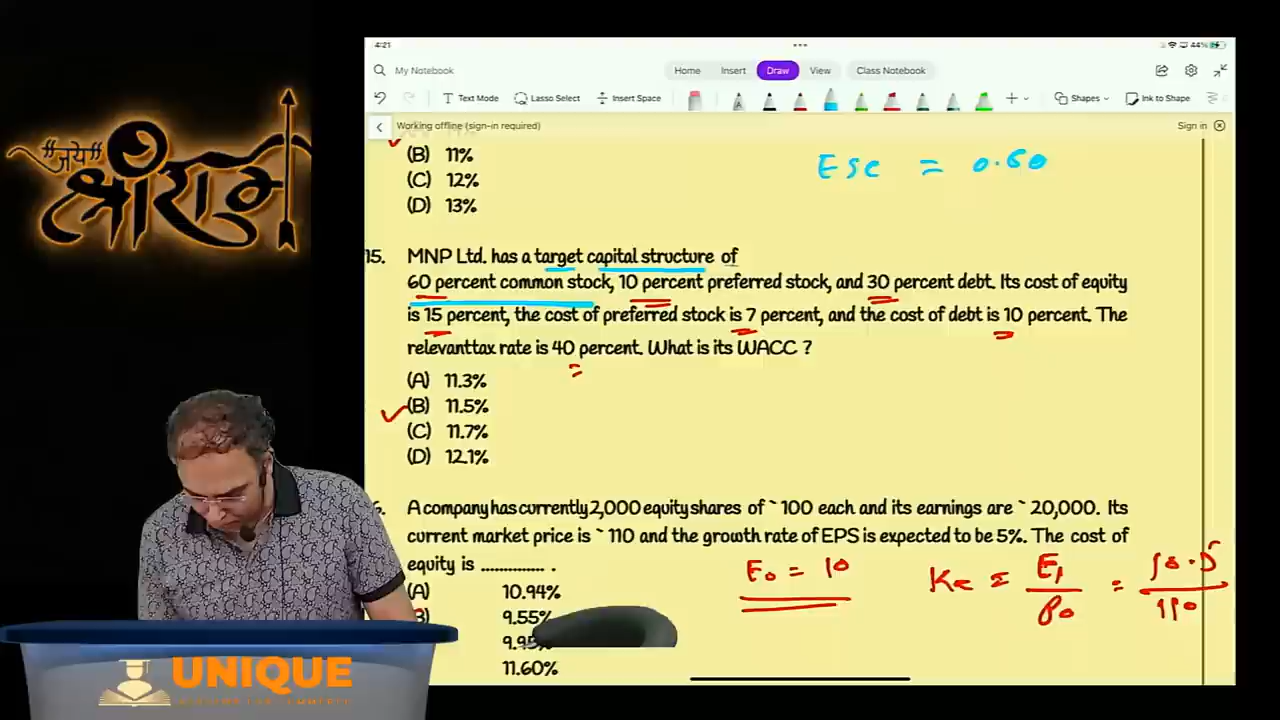 4:21
44%
My Notebook
Home Insert Draw View Class Notebook
Text Mode Lasso Select Insert Space Shapes Ink to Shape
Working offline (sign-in required) Sign in
(B) 11%
(C) 12%
(D) 13%
ESC = 0.60
15. MNP Ltd. has a target capital structure of
60 percent common stock, 10 percent preferred stock, and 30 percent debt. Its cost of equity
is 15 percent, the cost of preferred stock is 7 percent, and the cost of debt is 10 percent. The
relevanttax rate is 40 percent. What is its WACC ?
(A) 11.3%
(B) 11.5%
(C) 11.7%
(D) 12.1%
6. A company has currently 2,000 equity shares of ` 100 each and its earnings are ` 20,000. Its
current market price is ` 110 and the growth rate of EPS is expected to be 5%. The cost of
equity is .............. .
E0 = 10
Ke = E1/P0 = 10.5/110
(A) 10.94%
(B) 9.55%
9.95%
11.60%
॥जय॥
श्रीराम
UNIQUE